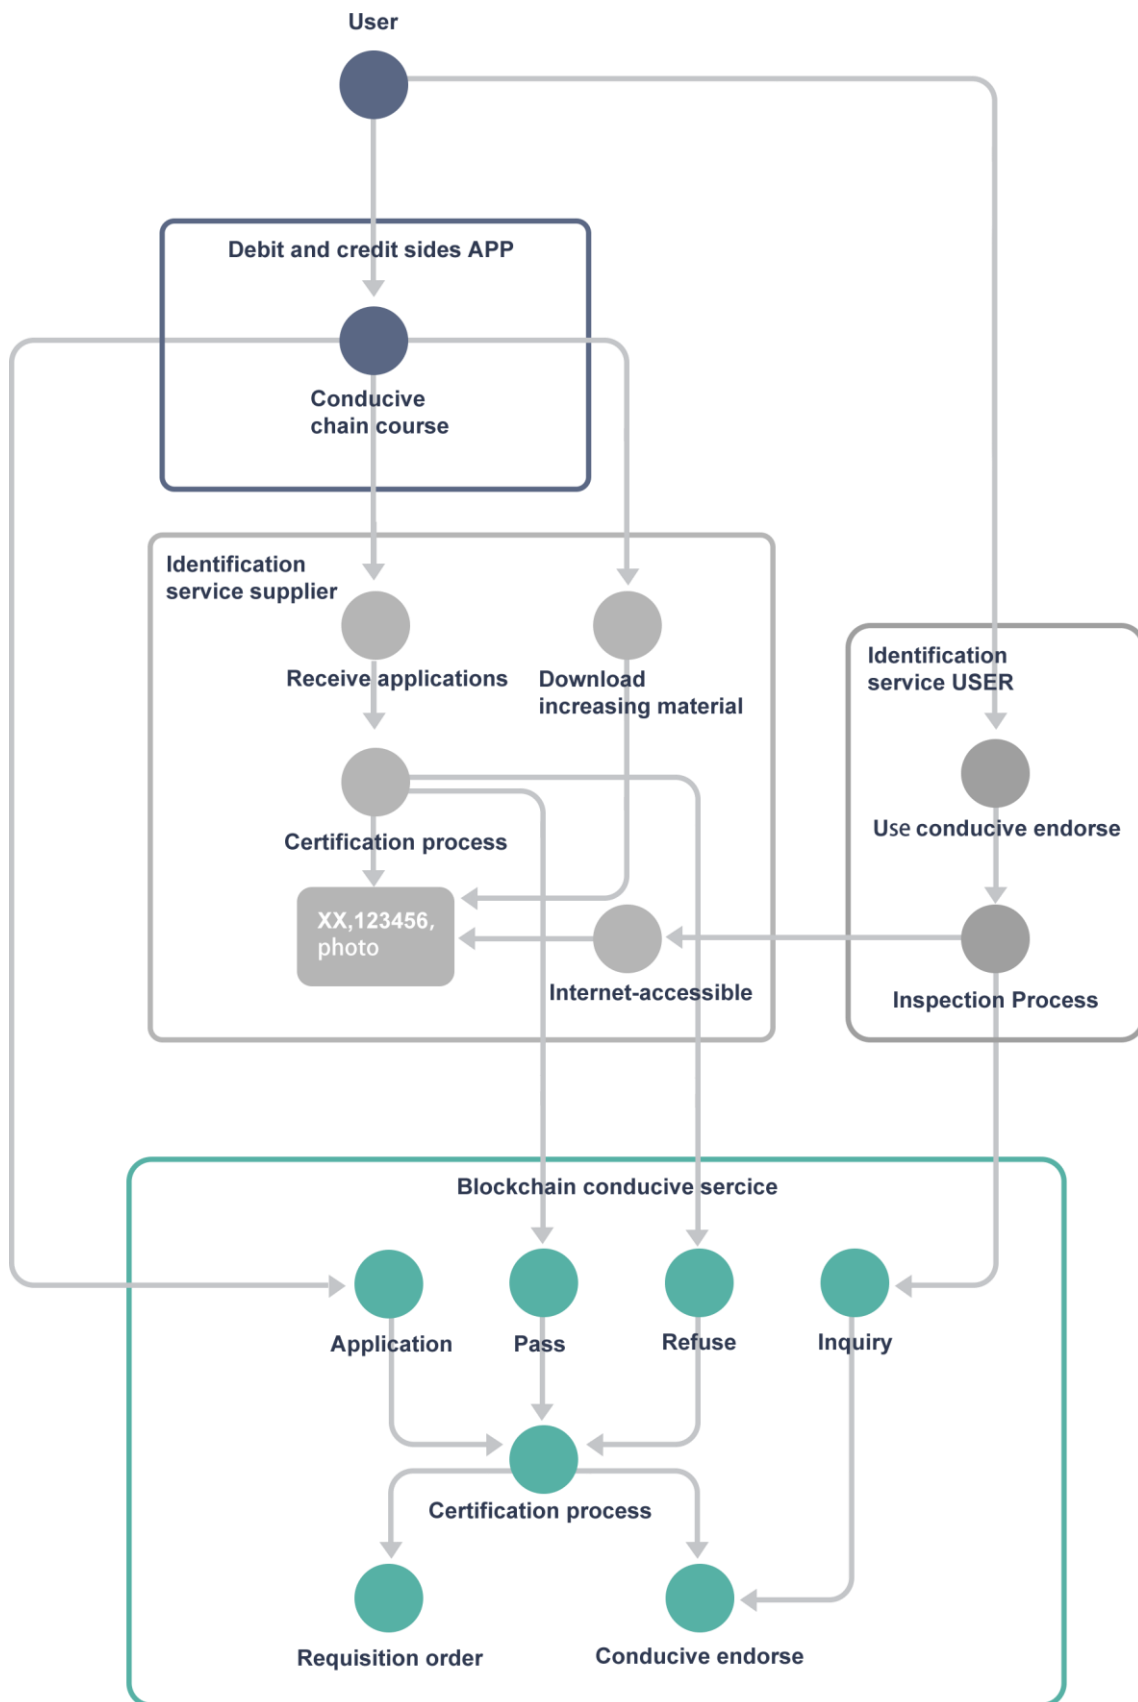 User
Debit and credit sides APP
Conducive
chain course
Identification
service supplier
Receive applications
Download
increasing material
Identification
service USER
Certification process
Use conducive endorse
XX,123456,
photo
Internet-accessible
Inspection Process
Blockchain conducive sercice
Application
Pass
Refuse
Inquiry
Certification process
Requisition order
Conducive endorse